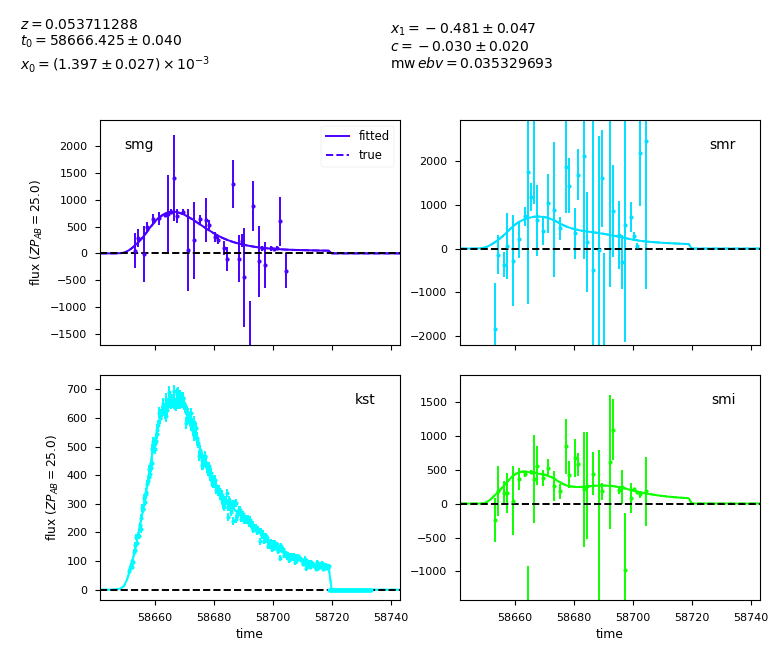 z = 0.053711288
t₀ = 58666.425 ± 0.040
x₀ = (1.397 ± 0.027) × 10⁻³
x₁ = −0.481 ± 0.047
c = −0.030 ± 0.020
mw ebv = 0.035329693
smg
fitted
true
2000
1500
1000
500
0
−500
−1000
−1500
flux (ZP_AB = 25.0)
smr
2000
1000
0
−1000
−2000
kst
700
600
500
400
300
200
100
0
flux (ZP_AB = 25.0)
58660 58680 58700 58720 58740
time
smi
1500
1000
500
0
−500
−1000
58660 58680 58700 58720 58740
time